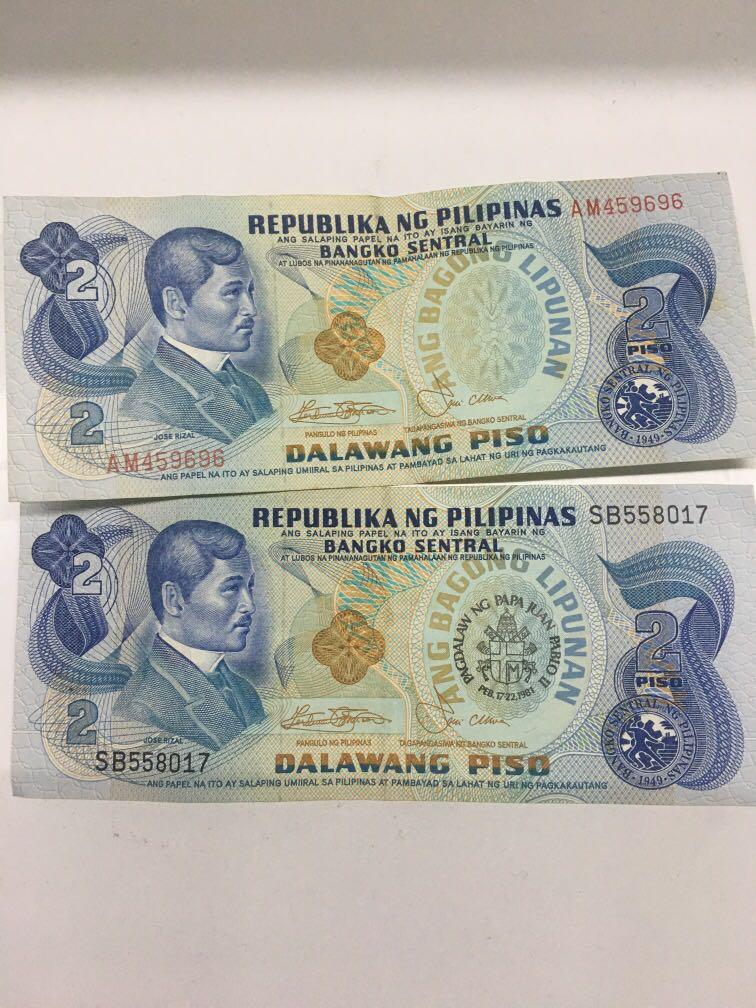 REPUBLIKA NG PILIPINAS AM459696
ANG SALAPING PAPEL NA ITO AY ISANG BAYARIN NG
BANGKO SENTRAL
AT LUBOS NA PINANANAGUTAN NG PAMAHALAAN NG REPUBLIKA NG PILIPINAS
2
ANG BAGONG LIPUNAN
2
PISO
BANGKO SENTRAL NG PILIPINAS
·1949·
2
JOSE RIZAL
PANGULO NG PILIPINAS
TAGAPANGASIWA NG BANGKO SENTRAL
AM459696
DALAWANG PISO
ANG PAPEL NA ITO AY SALAPING UMIIRAL SA PILIPINAS AT PAMBAYAD SA LAHAT NG URI NG PAGKAKAUTANG
REPUBLIKA NG PILIPINAS SB558017
ANG SALAPING PAPEL NA ITO AY ISANG BAYARIN NG
BANGKO SENTRAL
AT LUBOS NA PINANANAGUTAN NG PAMAHALAAN NG REPUBLIKA NG PILIPINAS
2
ANG BAGONG LIPUNAN
PAGDALAW NG PAPA JUAN PABLO II
PEB. 17-22, 1981
2
PISO
BANGKO SENTRAL NG PILIPINAS
·1949·
2
JOSE RIZAL
PANGULO NG PILIPINAS
TAGAPANGASIWA NG BANGKO SENTRAL
SB558017
DALAWANG PISO
ANG PAPEL NA ITO AY SALAPING UMIIRAL SA PILIPINAS AT PAMBAYAD SA LAHAT NG URI NG PAGKAKAUTANG